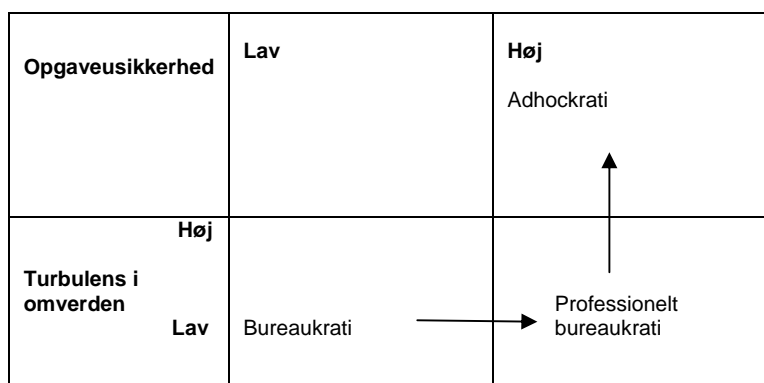 Opgaveusikkerhed
Lav
Høj
Adhockrati
Høj
Turbulens i
omverden
Lav
Bureaukrati
Professionelt
bureaukrati